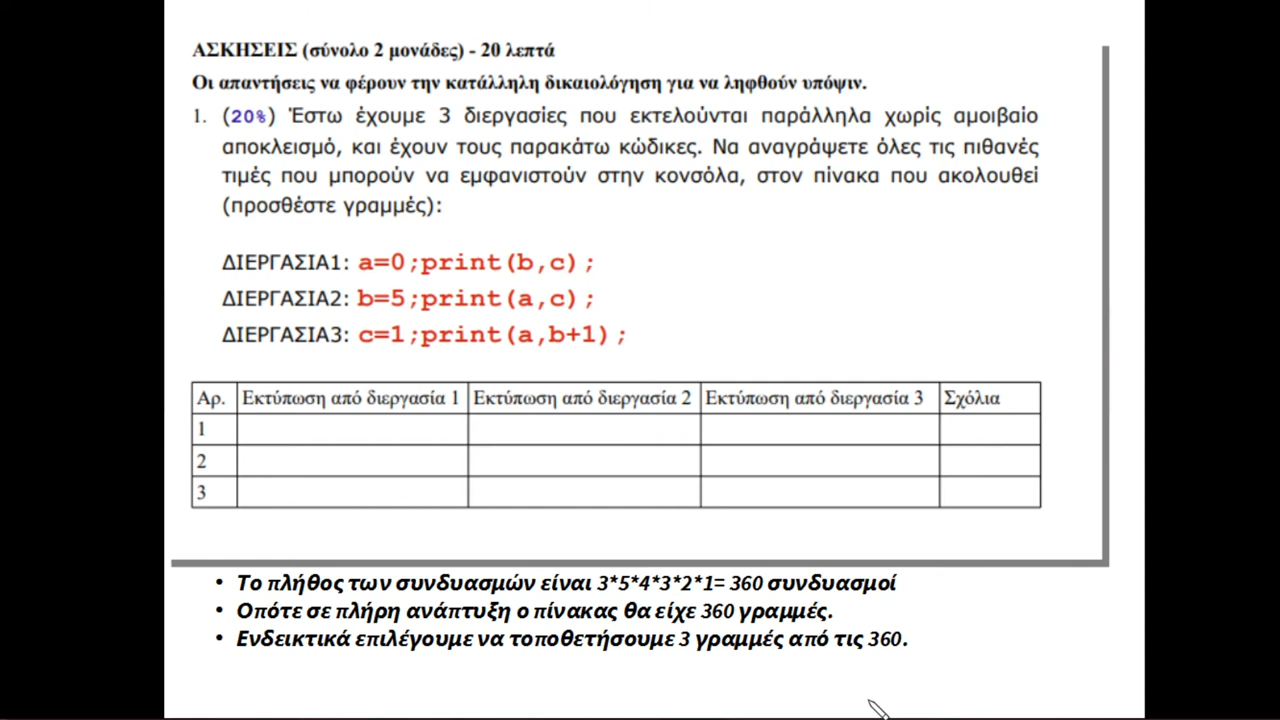 ΑΣΚΗΣΕΙΣ (σύνολο 2 μονάδες) - 20 λεπτά
Οι απαντήσεις να φέρουν την κατάλληλη δικαιολόγηση για να ληφθούν υπόψιν.
1. (20%) Έστω έχουμε 3 διεργασίες που εκτελούνται παράλληλα χωρίς αμοιβαίο
αποκλεισμό, και έχουν τους παρακάτω κώδικες. Να αναγράψετε όλες τις πιθανές
τιμές που μπορούν να εμφανιστούν στην κονσόλα, στον πίνακα που ακολουθεί
(προσθέστε γραμμές):
ΔΙΕΡΓΑΣΙΑ1: a=0;print(b,c);
ΔΙΕΡΓΑΣΙΑ2: b=5;print(a,c);
ΔΙΕΡΓΑΣΙΑ3: c=1;print(a,b+1);
Αρ. Εκτύπωση από διεργασία 1 Εκτύπωση από διεργασία 2 Εκτύπωση από διεργασία 3 Σχόλια
1
2
3
• Το πλήθος των συνδυασμών είναι 3*5*4*3*2*1= 360 συνδυασμοί
• Οπότε σε πλήρη ανάπτυξη ο πίνακας θα είχε 360 γραμμές.
• Ενδεικτικά επιλέγουμε να τοποθετήσουμε 3 γραμμές από τις 360.